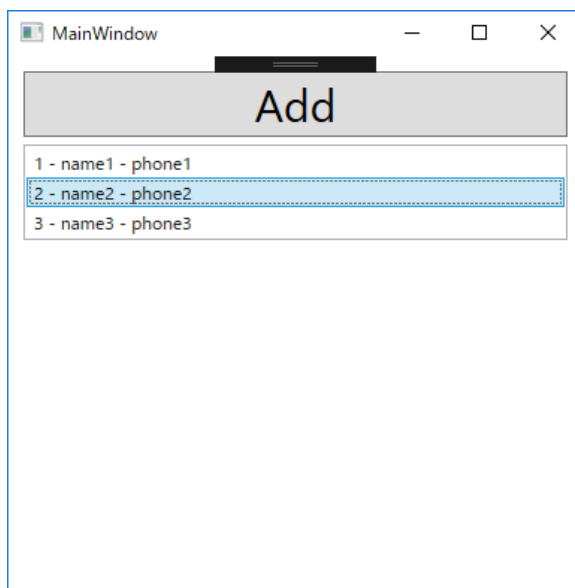 MainWindow
Add
1 - name1 - phone1
2 - name2 - phone2
3 - name3 - phone3